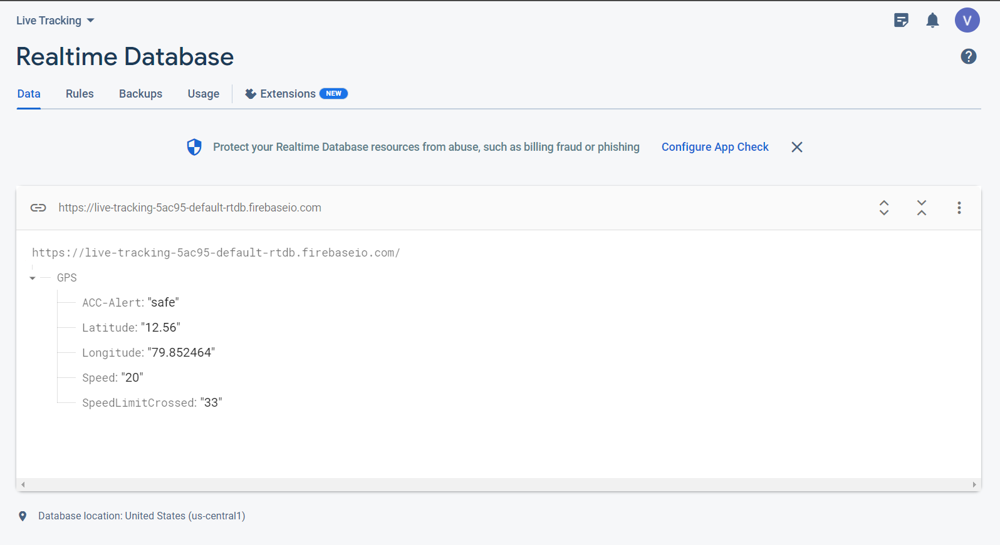 Live Tracking
V
Realtime Database
?
Data Rules Backups Usage Extensions NEW
Protect your Realtime Database resources from abuse, such as billing fraud or phishing Configure App Check
https://live-tracking-5ac95-default-rtdb.firebaseio.com
https://live-tracking-5ac95-default-rtdb.firebaseio.com/
GPS
ACC-Alert: "safe"
Latitude: "12.56"
Longitude: "79.852464"
Speed: "20"
SpeedLimitCrossed: "33"
Database location: United States (us-central1)